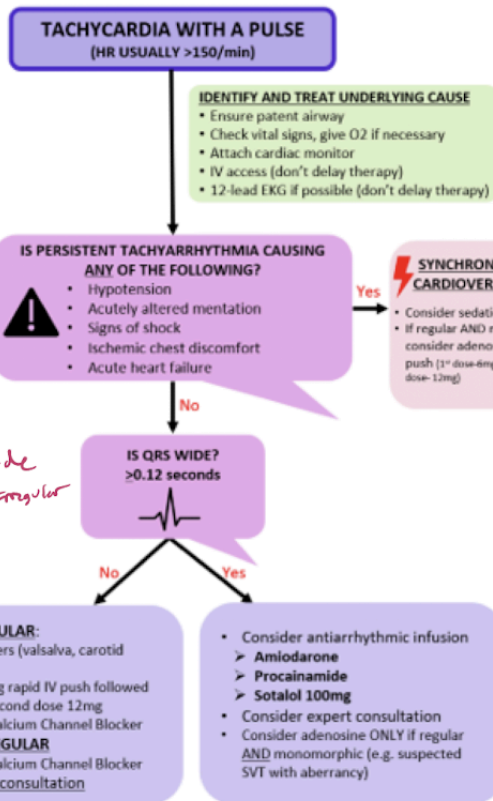 TACHYCARDIA WITH A PULSE
(HR USUALLY >150/min)
IDENTIFY AND TREAT UNDERLYING CAUSE
• Ensure patent airway
• Check vital signs, give O2 if necessary
• Attach cardiac monitor
• IV access (don't delay therapy)
• 12-lead EKG if possible (don't delay therapy)
IS PERSISTENT TACHYARRHYTHMIA CAUSING
ANY OF THE FOLLOWING?
• Hypotension
• Acutely altered mentation
• Signs of shock
• Ischemic chest discomfort
• Acute heart failure
Yes
SYNCHRON
CARDIOVER
• Consider sedati
• If regular AND n
consider adeno
push (1st dose-6mg
dose- 12mg)
No
de
irregular
IS QRS WIDE?
≥0.12 seconds
No
Yes
ULAR:
ers (valsalva, carotid
g rapid IV push followed
cond dose 12mg
alcium Channel Blocker
GULAR
alcium Channel Blocker
consultation
• Consider antiarrhythmic infusion
➢ Amiodarone
➢ Procainamide
➢ Sotalol 100mg
• Consider expert consultation
• Consider adenosine ONLY if regular
AND monomorphic (e.g. suspected
SVT with aberrancy)